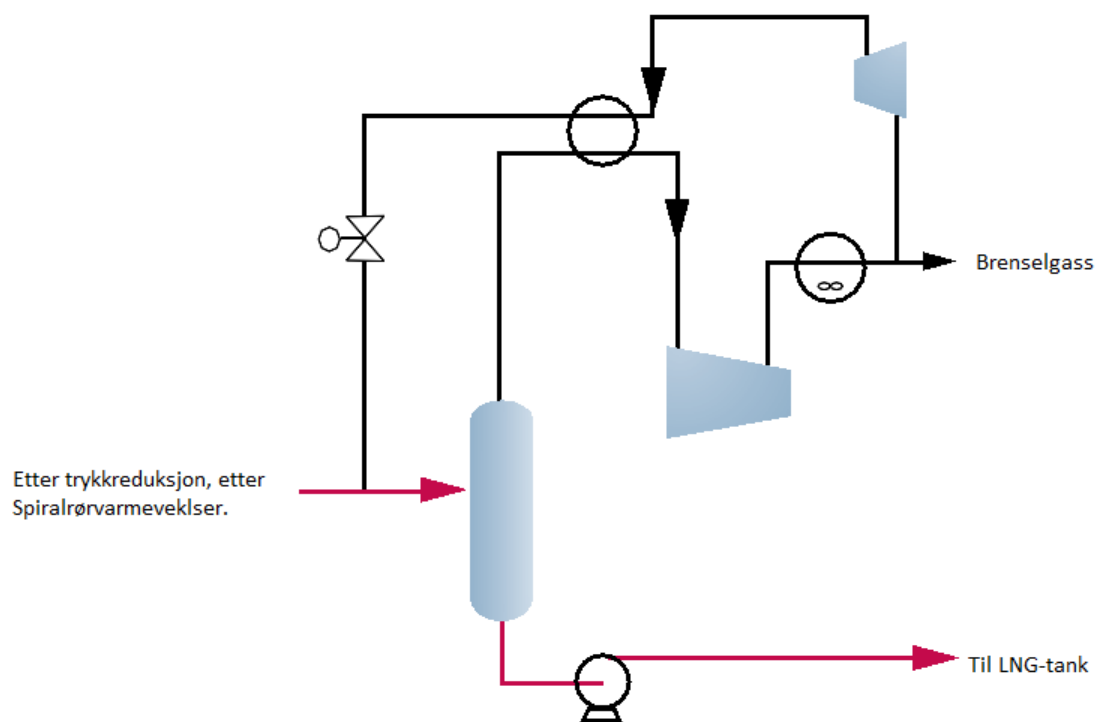 Brenselgass
Etter trykkreduksjon, etter
Spiralrørvarmeveklser.
Til LNG-tank